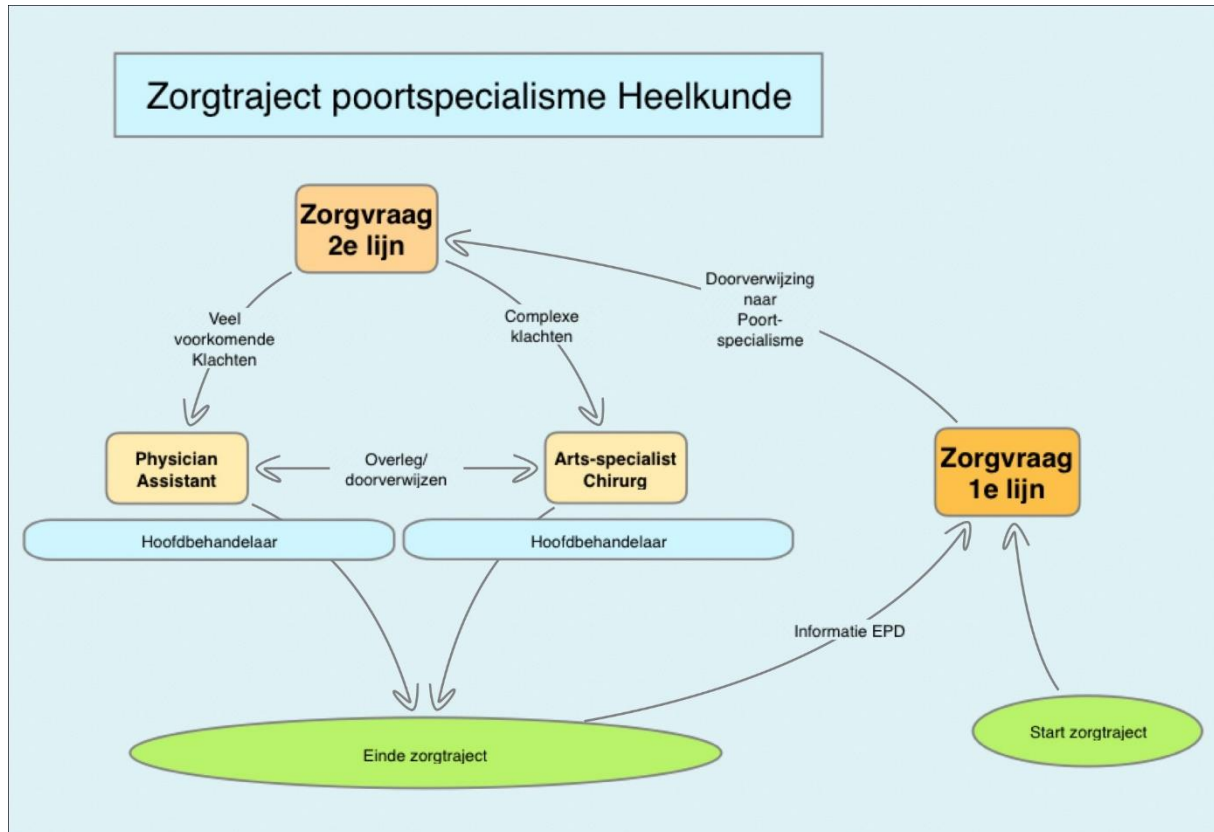 Zorgtraject poortspecialisme Heelkunde
Zorgvraag
2e lijn
Doorverwijzing
naar
Poort-
specialisme
Veel
voorkomende
Klachten
Complexe
klachten
Physician
Assistant
Overleg/
doorverwijzen
Arts-specialist
Chirurg
Zorgvraag
1e lijn
Hoofdbehandelaar
Hoofdbehandelaar
Informatie EPD
Start zorgtraject
Einde zorgtraject